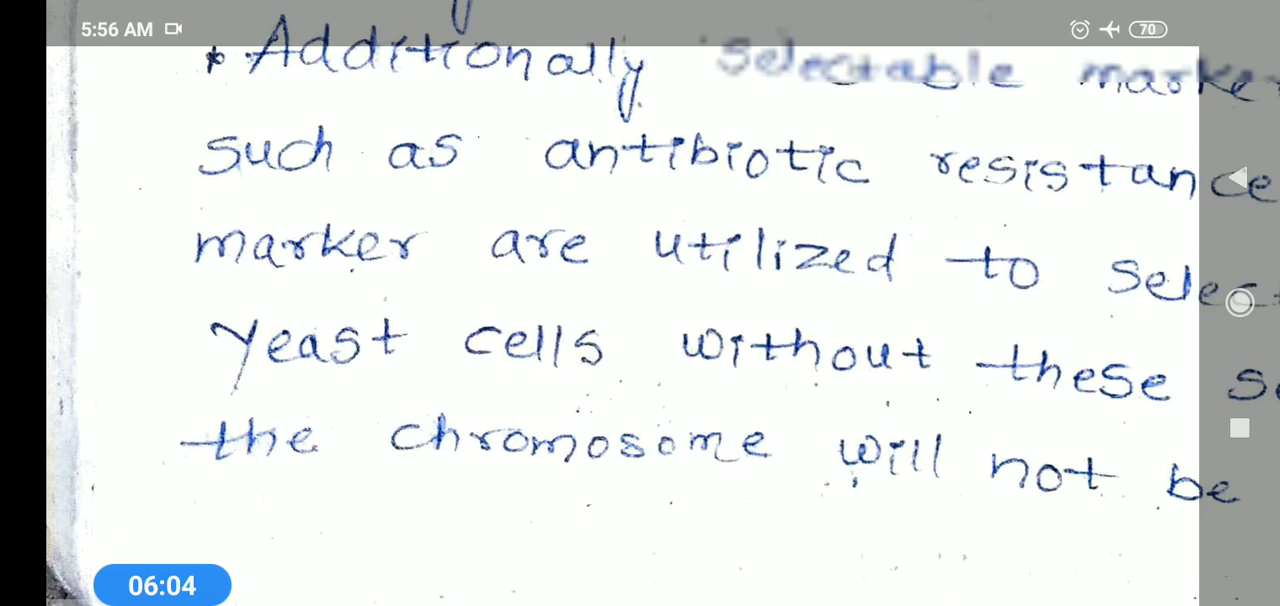 5:56 AM
70
* Additionally selectable marke
such as antibiotic resistance
marker are utilized to selec
Yeast cells without these s
the chromosome will not be
06:04